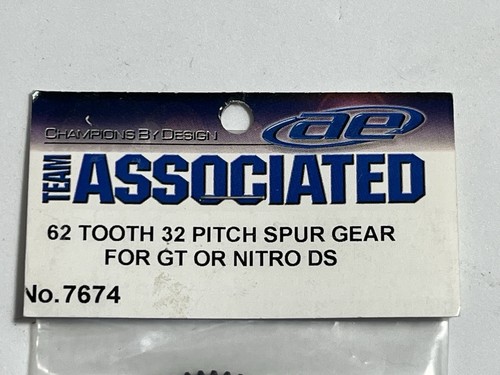 CHAMPIONS BY DESIGN
ae
TEAM ASSOCIATED
62 TOOTH 32 PITCH SPUR GEAR
FOR GT OR NITRO DS
No.7674